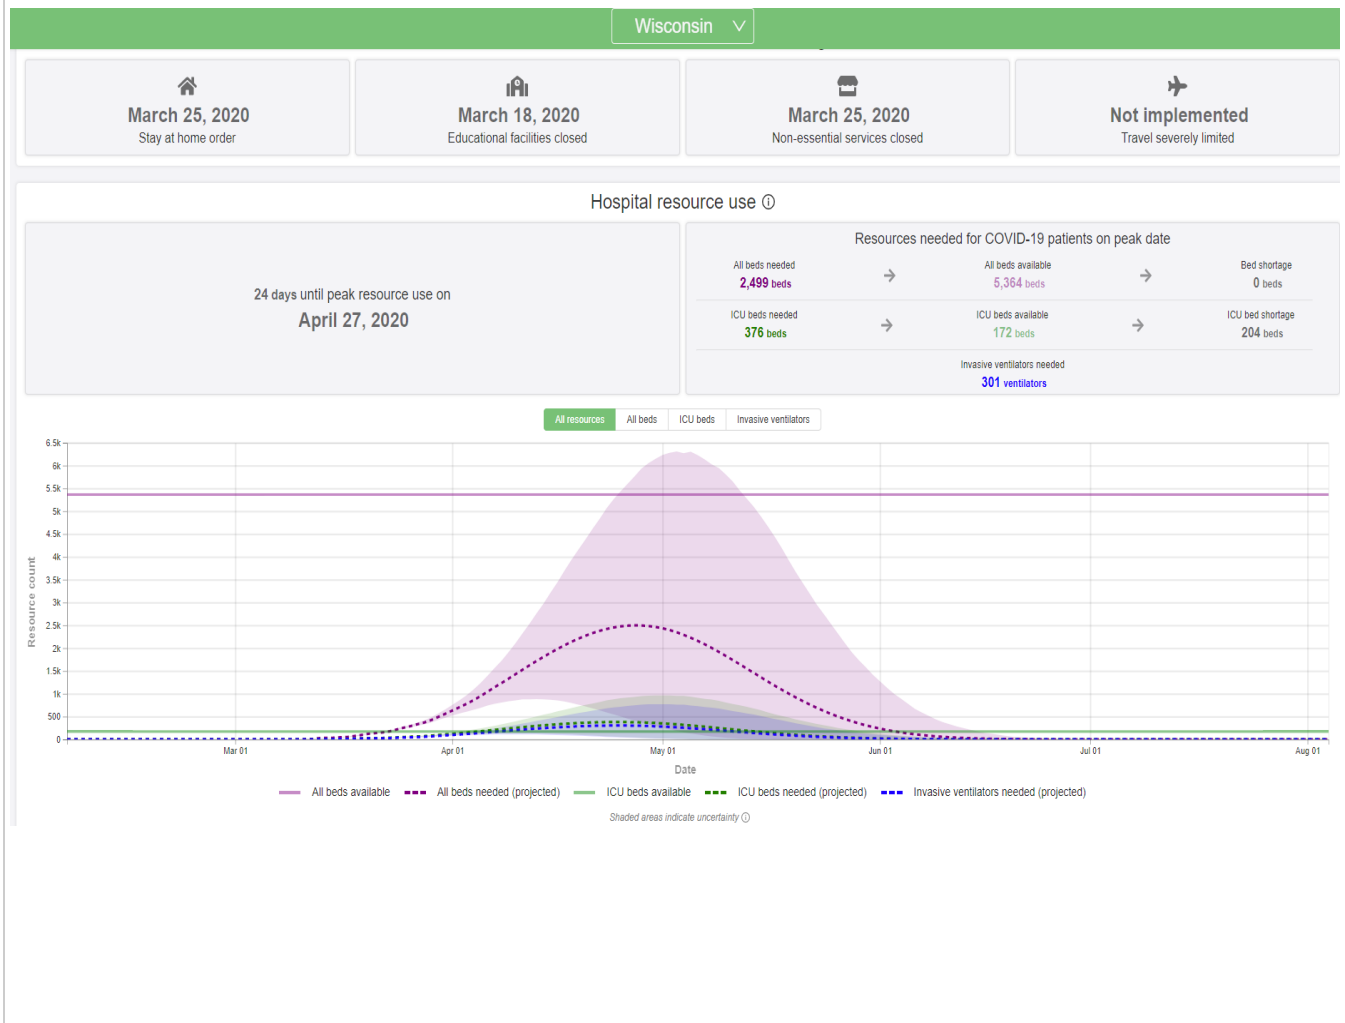 Wisconsin
March 25, 2020
Stay at home order
March 18, 2020
Educational facilities closed
March 25, 2020
Non-essential services closed
Not implemented
Travel severely limited
Hospital resource use
24 days until peak resource use on
April 27, 2020
Resources needed for COVID-19 patients on peak date
All beds needed
2,499 beds
All beds available
5,364 beds
Bed shortage
0 beds
ICU beds needed
376 beds
ICU beds available
172 beds
ICU bed shortage
204 beds
Invasive ventilators needed
301 ventilators
All resources All beds ICU beds Invasive ventilators
6.5k
6k
5.5k
5k
4.5k
4k
3.5k
3k
2.5k
2k
1.5k
1k
500
0
Resource count
Mar 01 Apr 01 May 01 Jun 01 Jul 01 Aug 01
Date
All beds available All beds needed (projected) ICU beds available ICU beds needed (projected) Invasive ventilators needed (projected)
Shaded areas indicate uncertainty